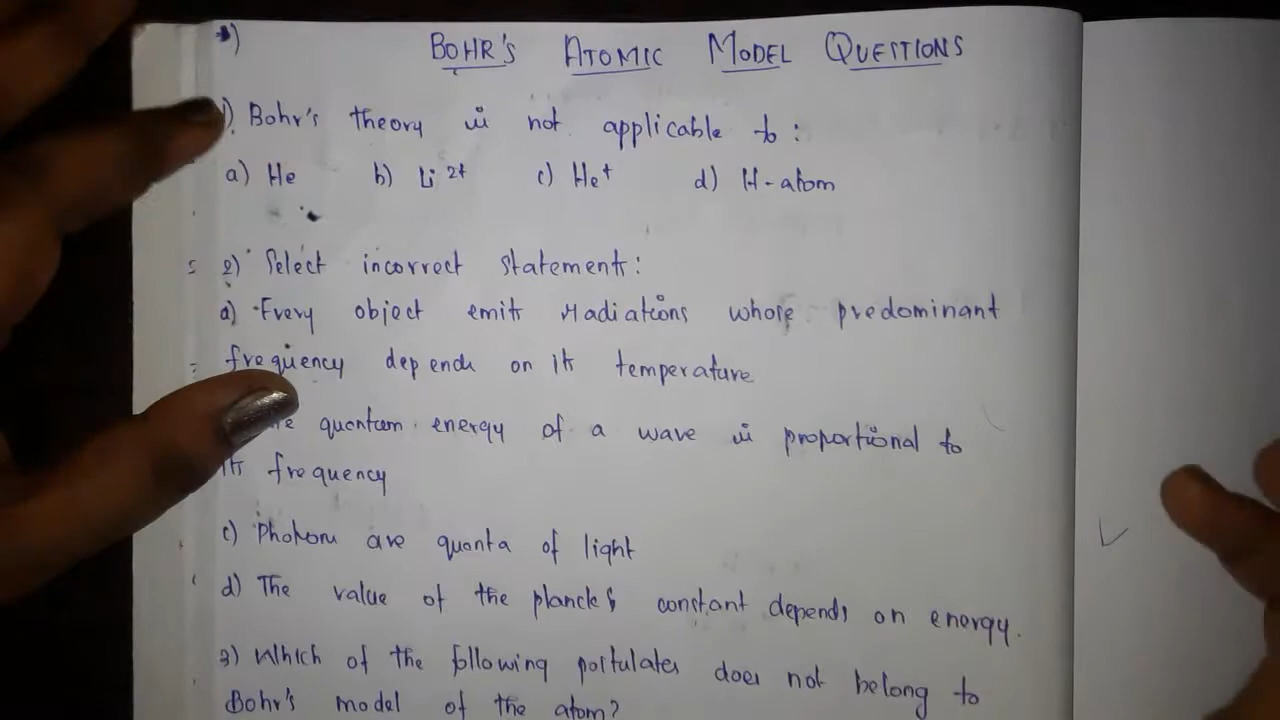 BOHR'S ATOMIC MODEL QUESTIONS
1) Bohr's theory is not applicable to :
a) He b) Li2+ c) He+ d) H-atom
2) Select incorrect statement:
a) Every object emits radiations whose predominant
frequency depends on its temperature
quantum energy of a wave is proportional to
its frequency
c) Photons are quanta of light
d) The value of the planck's constant depends on energy.
3) Which of the following postulates does not belong to
Bohr's model of the atom?